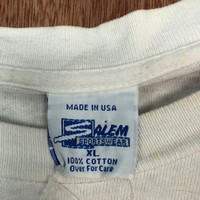 MADE IN USA
SALEM
SPORTSWEAR
XL
100% COTTON
Over For Care